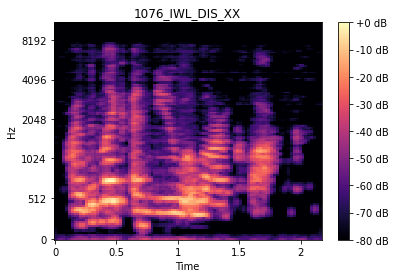 1076_IWL_DIS_XX
+0 dB
8192
-10 dB
4096
-20 dB
-30 dB
2048
Hz
-40 dB
1024
-50 dB
512
-60 dB
-70 dB
0
-80 dB
0
0.5
1
1.5
2
Time